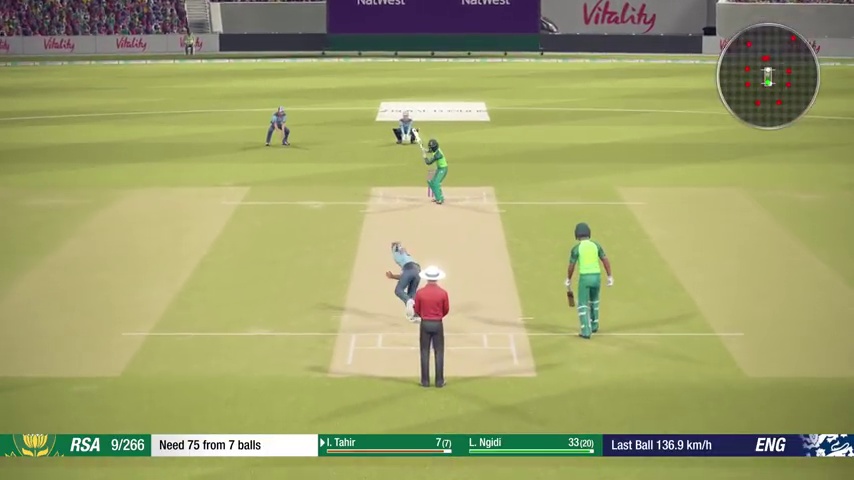 NatWest NatWest
Vitality
Vitality Vitality Vitality
RSA 9/266 Need 75 from 7 balls I. Tahir 7(7) L. Ngidi 33(20) Last Ball 136.9 km/h ENG